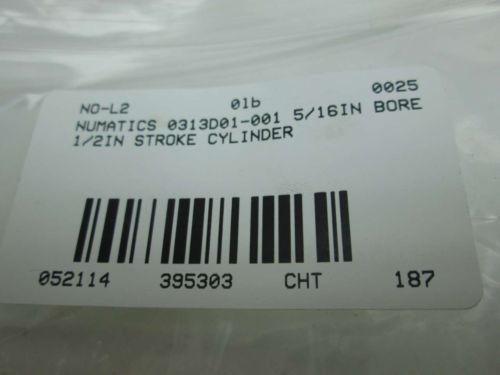 NO-L2 01b 0025
NUMATICS 0313D01-001 5/16IN BORE
1/2IN STROKE CYLINDER
052114 395303 CHT 187